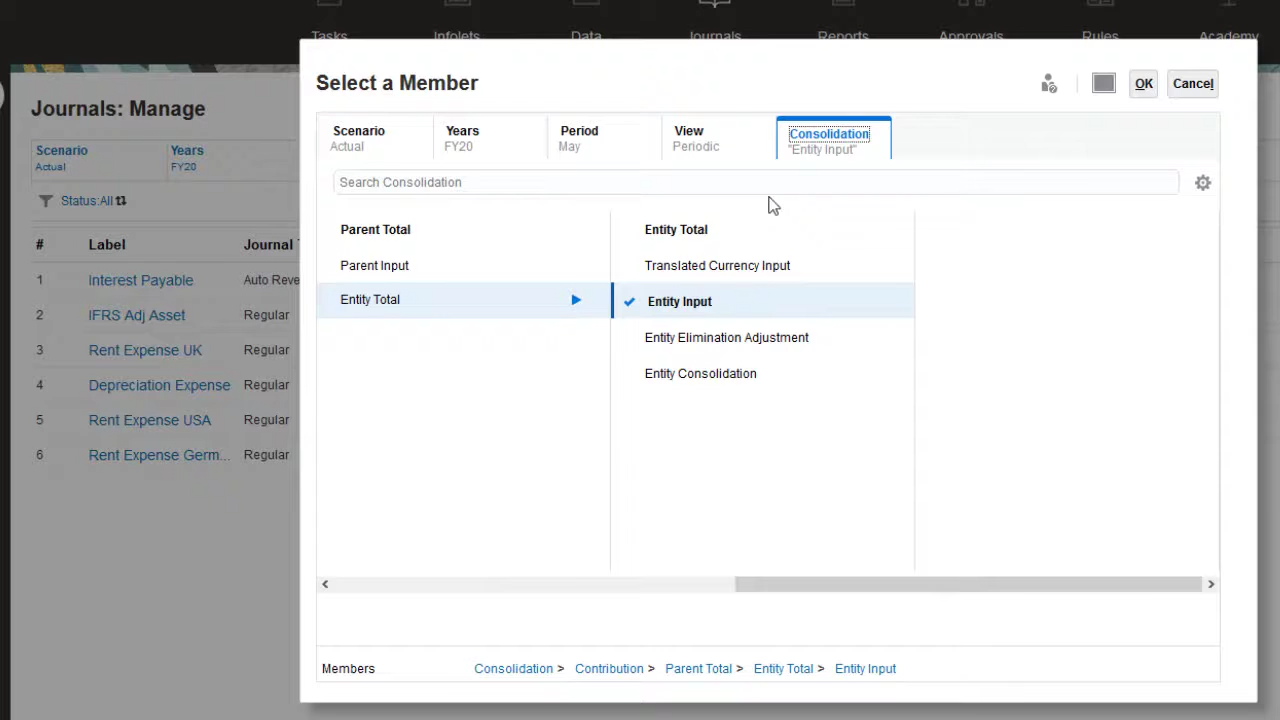 Tasks Infolets Data Journals Reports Approvals Rules Academy
Select a Member
OK Cancel
Journals: Manage
Scenario Years
Actual FY20
Status:All
# Label Journal
1 Interest Payable Auto Reve
2 IFRS Adj Asset Regular
3 Rent Expense UK Regular
4 Depreciation Expense Regular
5 Rent Expense USA Regular
6 Rent Expense Germ... Regular
Scenario Years Period View Consolidation
Actual FY20 May Periodic "Entity Input"
Search Consolidation
Parent Total
Parent Input
Entity Total
Entity Total
Translated Currency Input
Entity Input
Entity Elimination Adjustment
Entity Consolidation
Members Consolidation > Contribution > Parent Total > Entity Total > Entity Input